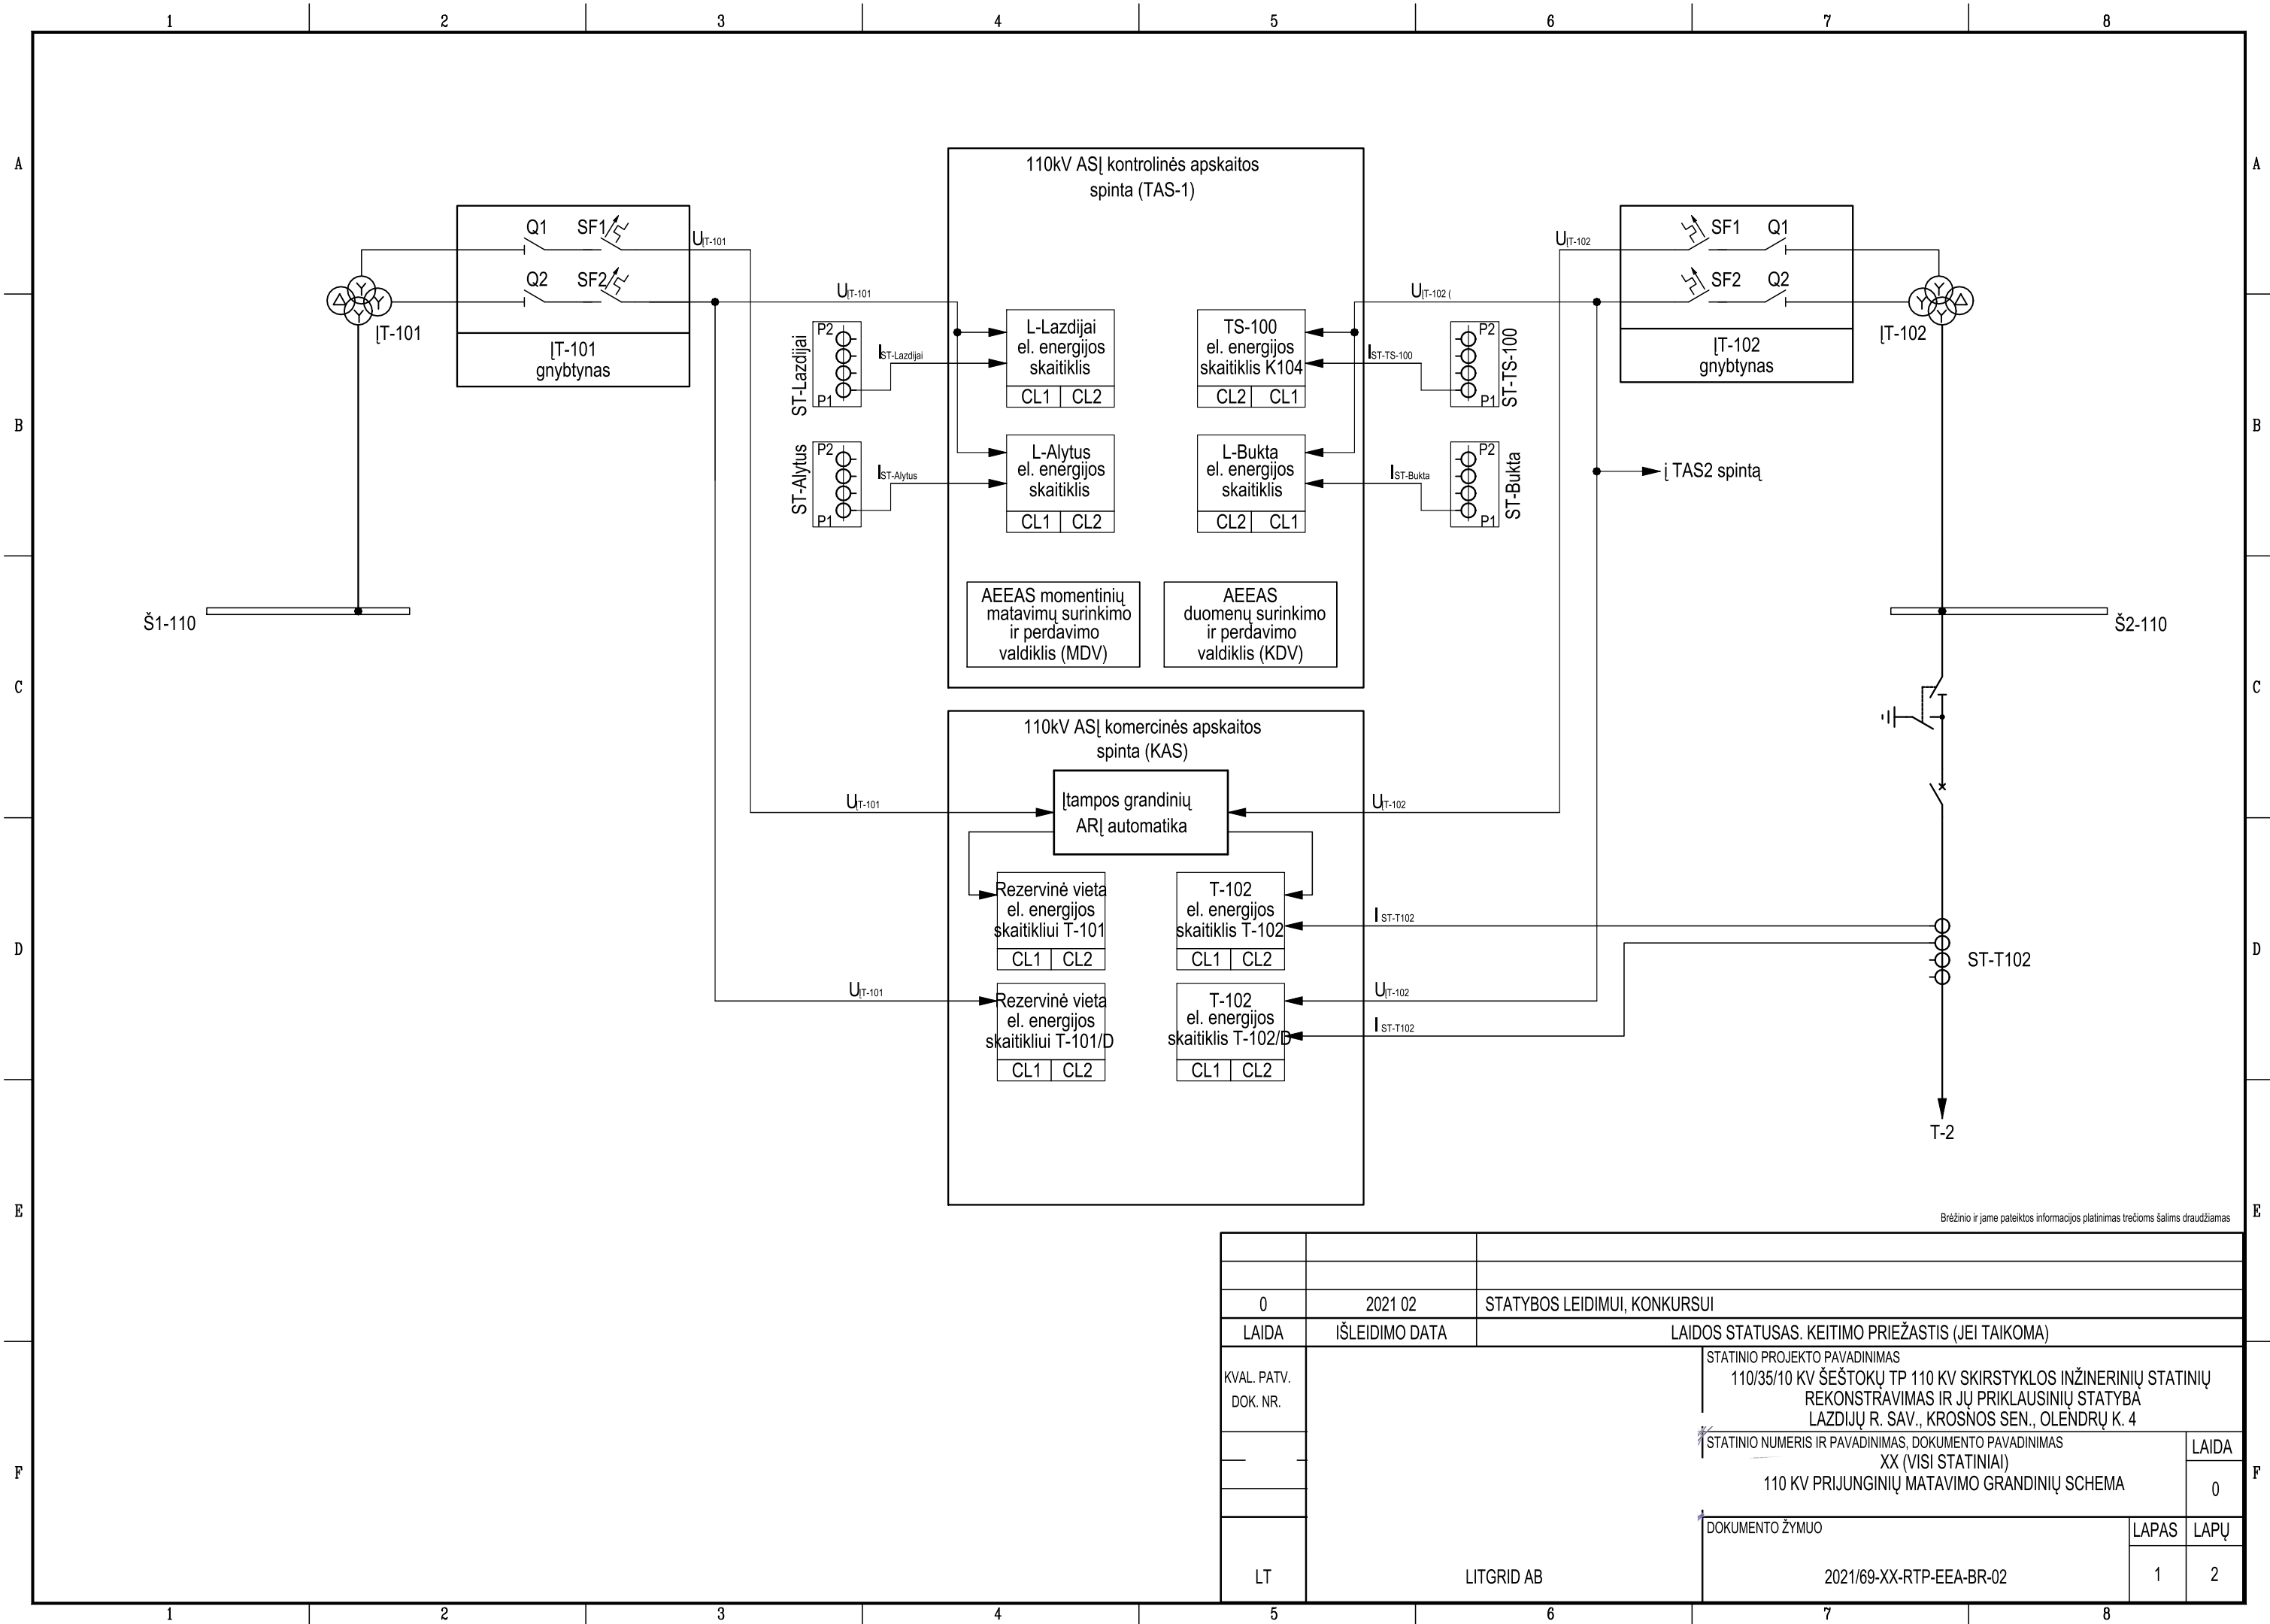 1 2 3 4 5 6 7 8
A A
110kV ASĮ kontrolinės apskaitos
spinta (TAS-1)
Q1 SF1
UĮT-101
Q2 SF2
ĮT-101
ĮT-101
gnybtynas
UĮT-101
UĮT-102
SF1 Q1
SF2 Q2
UĮT-102 (
ĮT-102
ĮT-102
gnybtynas
P2
P1
ST-Lazdijai
IST-Lazdijai
L-Lazdijai
el. energijos
skaitiklis
CL1 CL2
TS-100
el. energijos
skaitiklis K104
CL2 CL1
IST-TS-100
P2
P1
ST-TS-100
B B
P2
P1
ST-Alytus
IST-Alytus
L-Alytus
el. energijos
skaitiklis
CL1 CL2
L-Bukta
el. energijos
skaitiklis
CL2 CL1
IST-Bukta
P2
P1
ST-Bukta
į TAS2 spintą
Š1-110
AEEAS momentinių
matavimų surinkimo
ir perdavimo
valdiklis (MDV)
AEEAS
duomenų surinkimo
ir perdavimo
valdiklis (KDV)
Š2-110
C C
110kV ASĮ komercinės apskaitos
spinta (KAS)
UĮT-101
Įtampos grandinių
ARĮ automatika
UĮT-102
Rezervinė vieta
el. energijos
skaitikliui T-101
CL1 CL2
T-102
el. energijos
skaitiklis T-102
CL1 CL2
I ST-T102
D D
ST-T102
UĮT-101
Rezervinė vieta
el. energijos
skaitikliui T-101/D
CL1 CL2
T-102
el. energijos
skaitiklis T-102/D
CL1 CL2
UĮT-102
I ST-T102
T-2
E E
Brėžinio ir jame pateiktos informacijos platinimas trečioms šalims draudžiamas
0 2021 02 STATYBOS LEIDIMUI, KONKURSUI
LAIDA IŠLEIDIMO DATA LAIDOS STATUSAS. KEITIMO PRIEŽASTIS (JEI TAIKOMA)
KVAL. PATV.
DOK. NR.
STATINIO PROJEKTO PAVADINIMAS
110/35/10 KV ŠEŠTOKŲ TP 110 KV SKIRSTYKLOS INŽINERINIŲ STATINIŲ
REKONSTRAVIMAS IR JŲ PRIKLAUSINIŲ STATYBA
LAZDIJŲ R. SAV., KROSNOS SEN., OLENDRŲ K. 4
STATINIO NUMERIS IR PAVADINIMAS, DOKUMENTO PAVADINIMAS
XX (VISI STATINIAI)
110 KV PRIJUNGINIŲ MATAVIMO GRANDINIŲ SCHEMA
LAIDA
0
F F
LT
LITGRID AB
DOKUMENTO ŽYMUO
2021/69-XX-RTP-EEA-BR-02
LAPAS LAPŲ
1 2
1 2 3 4 5 6 7 8